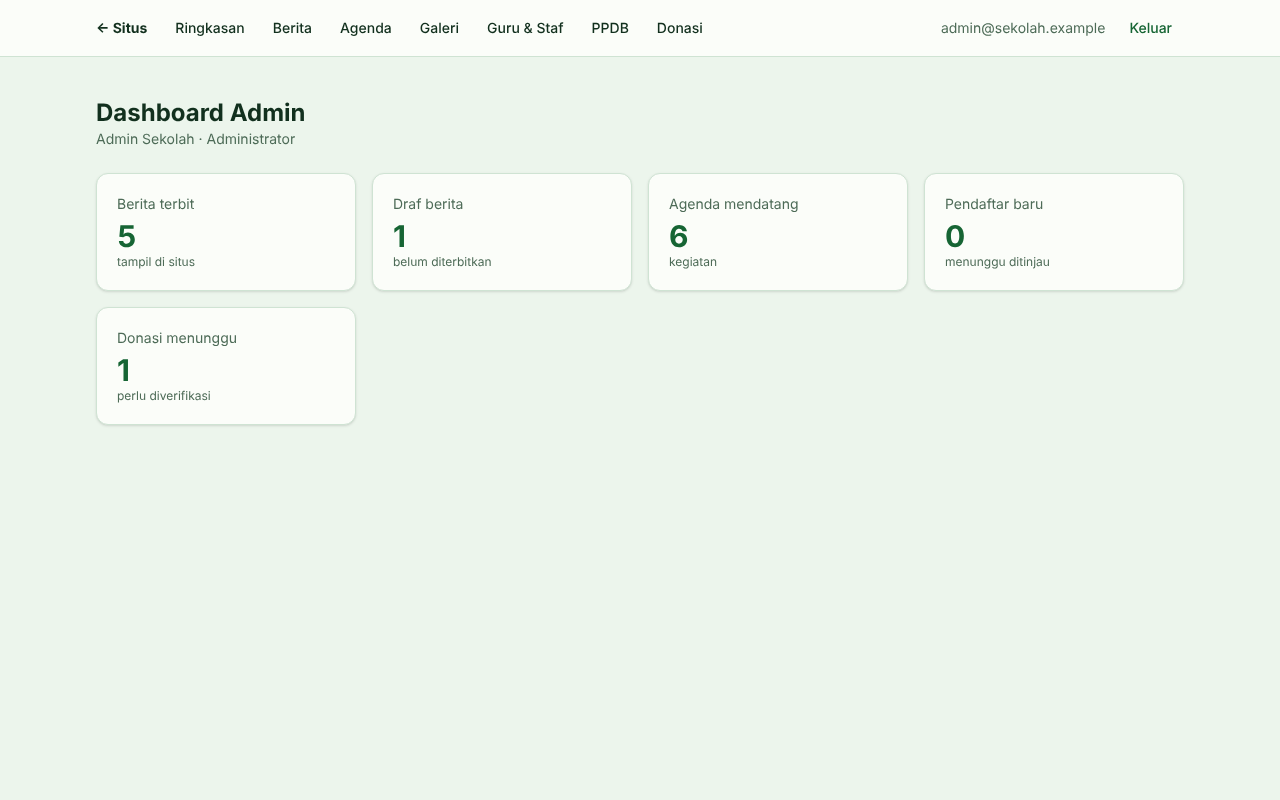 ← Situs Ringkasan Berita Agenda Galeri Guru & Staf PPDB Donasi admin@sekolah.example Keluar
Dashboard Admin
Admin Sekolah · Administrator
Berita terbit
5
tampil di situs
Draf berita
1
belum diterbitkan
Agenda mendatang
6
kegiatan
Pendaftar baru
0
menunggu ditinjau
Donasi menunggu
1
perlu diverifikasi